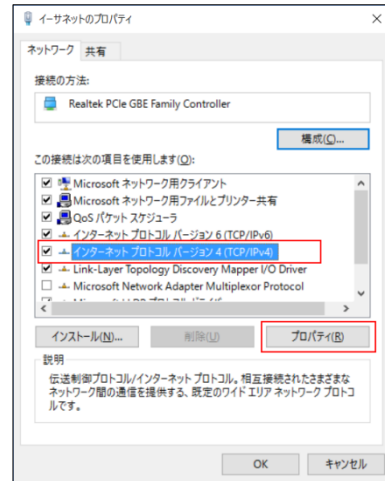 イーサネットのプロパティ
ネットワーク 共有
接続の方法:
Realtek PCIe GBE Family Controller
構成(C)...
この接続は次の項目を使用します(O):
Microsoft ネットワーク用クライアント
Microsoft ネットワーク用ファイルとプリンター共有
QoS パケット スケジューラ
インターネット プロトコル バージョン 6 (TCP/IPv6)
インターネット プロトコル バージョン 4 (TCP/IPv4)
Link-Layer Topology Discovery Mapper I/O Driver
Microsoft Network Adapter Multiplexor Protocol
インストール(N)... 削除(U) プロパティ(R)
説明
伝送制御プロトコル/インターネット プロトコル。相互接続されたさまざまな
ネットワーク間の通信を提供する、既定のワイド エリア ネットワーク プロトコ
ルです。
OK キャンセル